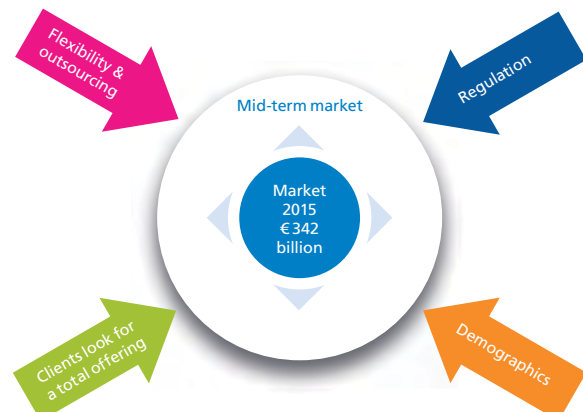 Flexibility &
outsourcing
Regulation
Mid-term market
Market
2015
€ 342
billion
Clients look for
a total offering
Demographics